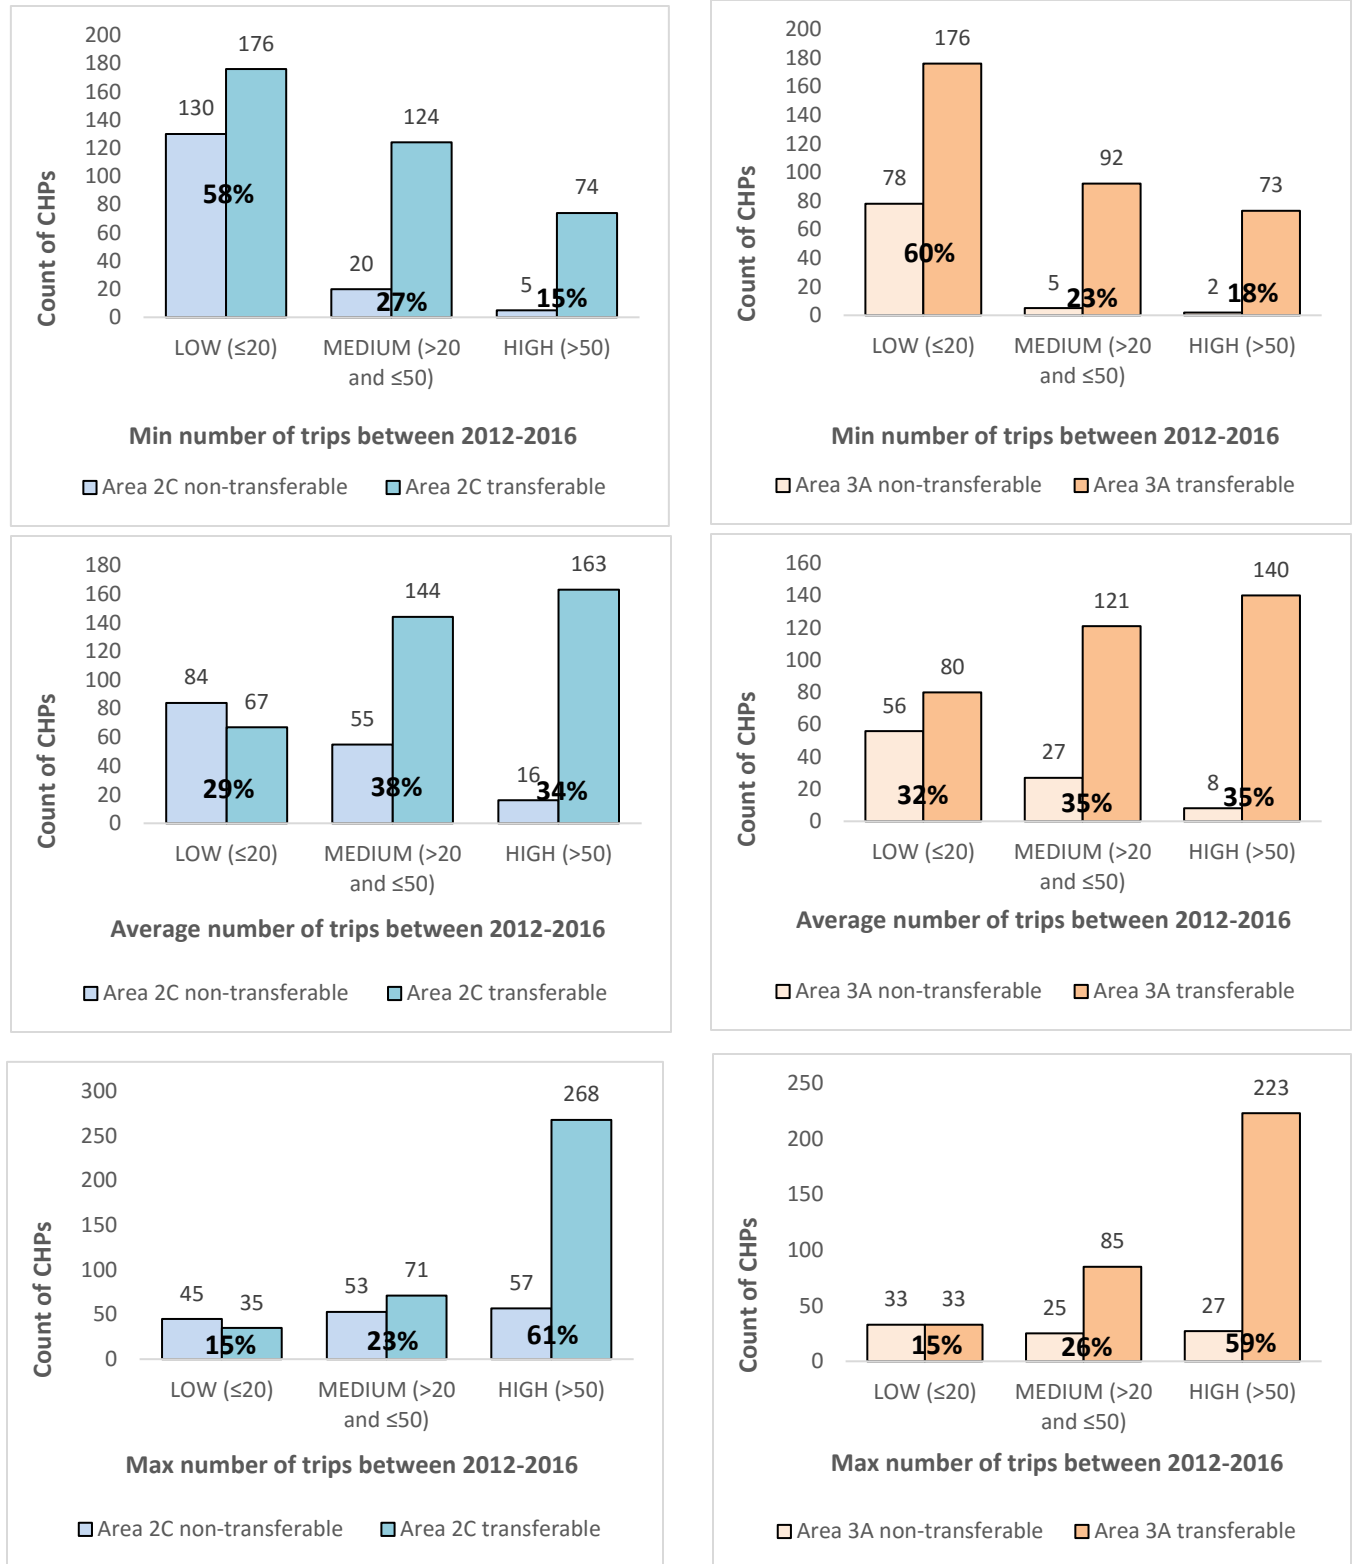 200
180
160
140
120
100
80
60
40
20
0
Count of CHPs
130
176
20
124
5
74
58%
27%
15%
LOW (≤20)
MEDIUM (>20
and ≤50)
HIGH (>50)
Min number of trips between 2012-2016
Area 2C non-transferable
Area 2C transferable
200
180
160
140
120
100
80
60
40
20
0
Count of CHPs
78
176
5
92
2
73
60%
23%
18%
LOW (≤20)
MEDIUM (>20
and ≤50)
HIGH (>50)
Min number of trips between 2012-2016
Area 3A non-transferable
Area 3A transferable
180
160
140
120
100
80
60
40
20
0
Count of CHPs
84
67
55
144
16
163
29%
38%
34%
LOW (≤20)
MEDIUM (>20
and ≤50)
HIGH (>50)
Average number of trips between 2012-2016
Area 2C non-transferable
Area 2C transferable
160
140
120
100
80
60
40
20
0
Count of CHPs
56
80
27
121
8
140
32%
35%
35%
LOW (≤20)
MEDIUM (>20
and ≤50)
HIGH (>50)
Average number of trips between 2012-2016
Area 3A non-transferable
Area 3A transferable
300
250
200
150
100
50
0
Count of CHPs
45
35
53
71
57
268
15%
23%
61%
LOW (≤20)
MEDIUM (>20
and ≤50)
HIGH (>50)
Max number of trips between 2012-2016
Area 2C non-transferable
Area 2C transferable
250
200
150
100
50
0
Count of CHPs
33
33
25
85
27
223
15%
26%
59%
LOW (≤20)
MEDIUM (>20
and ≤50)
HIGH (>50)
Max number of trips between 2012-2016
Area 3A non-transferable
Area 3A transferable